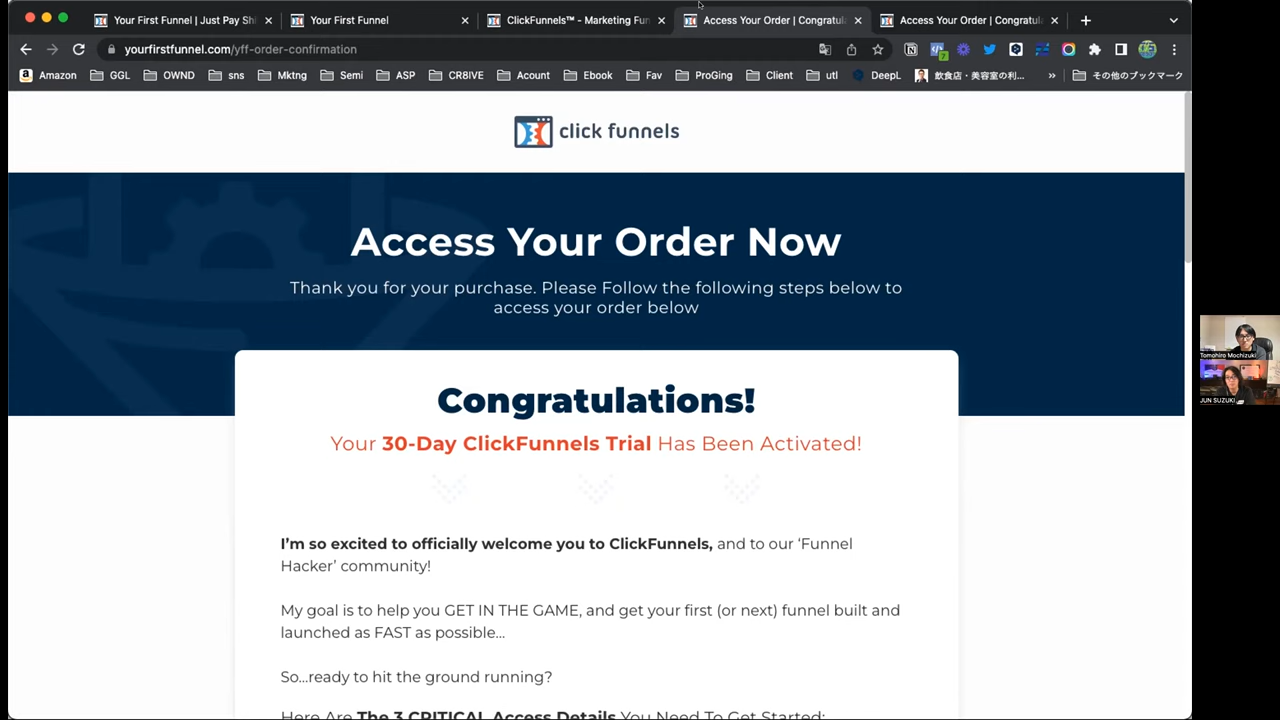 Your First Funnel | Just Pay Shi
Your First Funnel
ClickFunnels™ - Marketing Fun
Access Your Order | Congratula
Access Your Order | Congratula
yourfirstfunnel.com/yff-order-confirmation
Amazon
GGL
OWND
sns
Mktng
Semi
ASP
CR8IVE
Acount
Ebook
Fav
ProGing
Client
utl
DeepL
飲食店・美容室の利...
その他のブックマーク
click funnels
Access Your Order Now
Thank you for your purchase. Please Follow the following steps below to
access your order below
Congratulations!
Your 30-Day ClickFunnels Trial Has Been Activated!
I'm so excited to officially welcome you to ClickFunnels, and to our ‘Funnel
Hacker’ community!
My goal is to help you GET IN THE GAME, and get your first (or next) funnel built and
launched as FAST as possible...
So...ready to hit the ground running?
Here Are The 3 CRITICAL Access Details You Need To Get Started:
Tomohiro Mochizuki
JUN SUZUKI